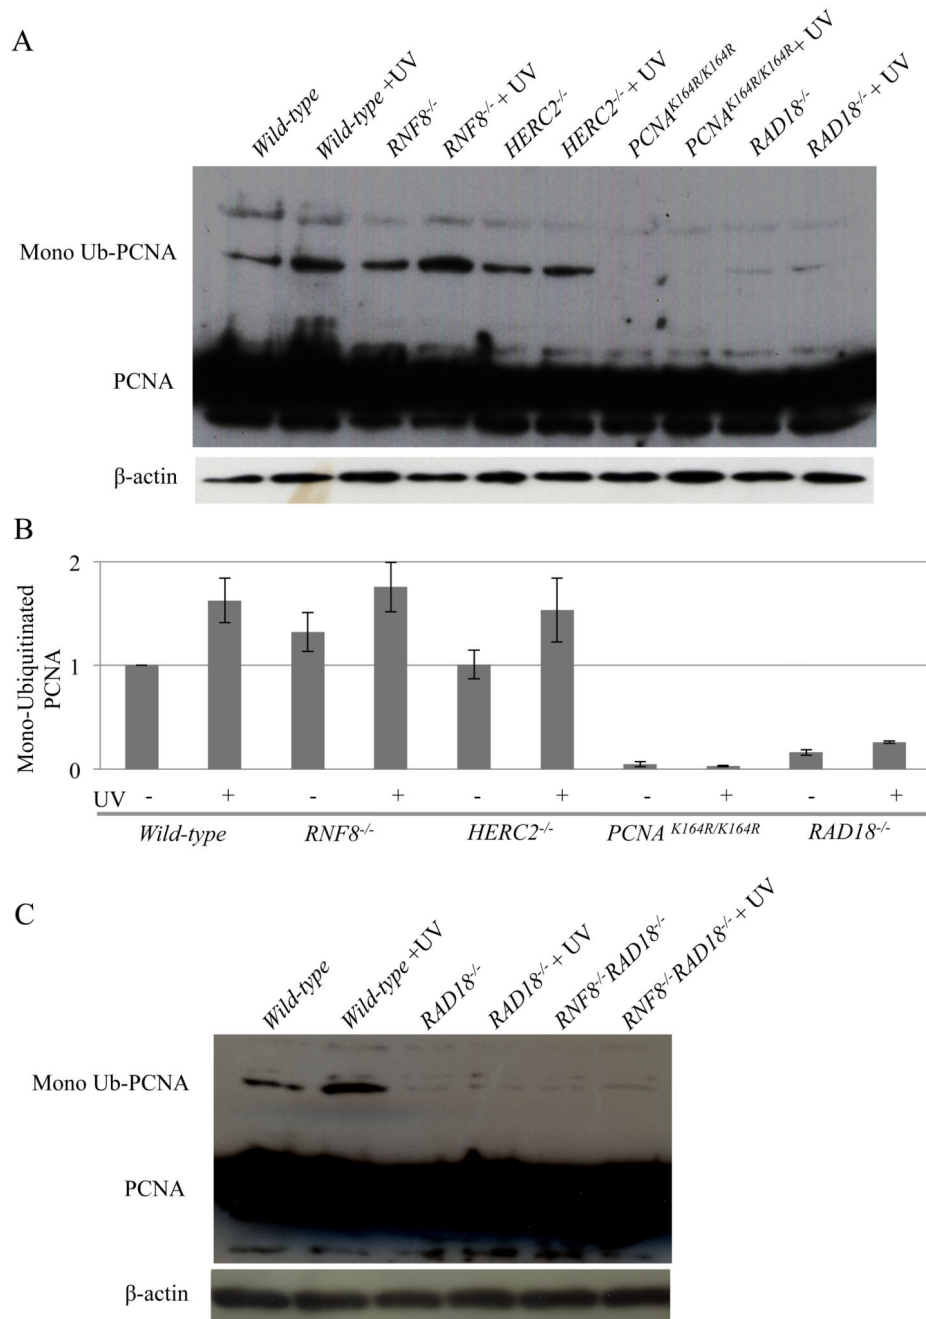 A
Wild-type
Wild-type +UV
RNF8-/-
RNF8-/- + UV
HERC2-/-
HERC2-/- + UV
PCNAK164R/K164R
PCNAK164R/K164R + UV
RAD18-/-
RAD18-/- + UV
Mono Ub-PCNA
PCNA
β-actin
B
Mono-Ubiquitinated
PCNA
2
1
0
UV - + - + - + - + - +
Wild-type RNF8-/- HERC2-/- PCNA K164R/K164R RAD18-/-
C
Wild-type
Wild-type +UV
RAD18-/-
RAD18-/- + UV
RNF8-/-RAD18-/-
RNF8-/-RAD18-/- + UV
Mono Ub-PCNA
PCNA
β-actin